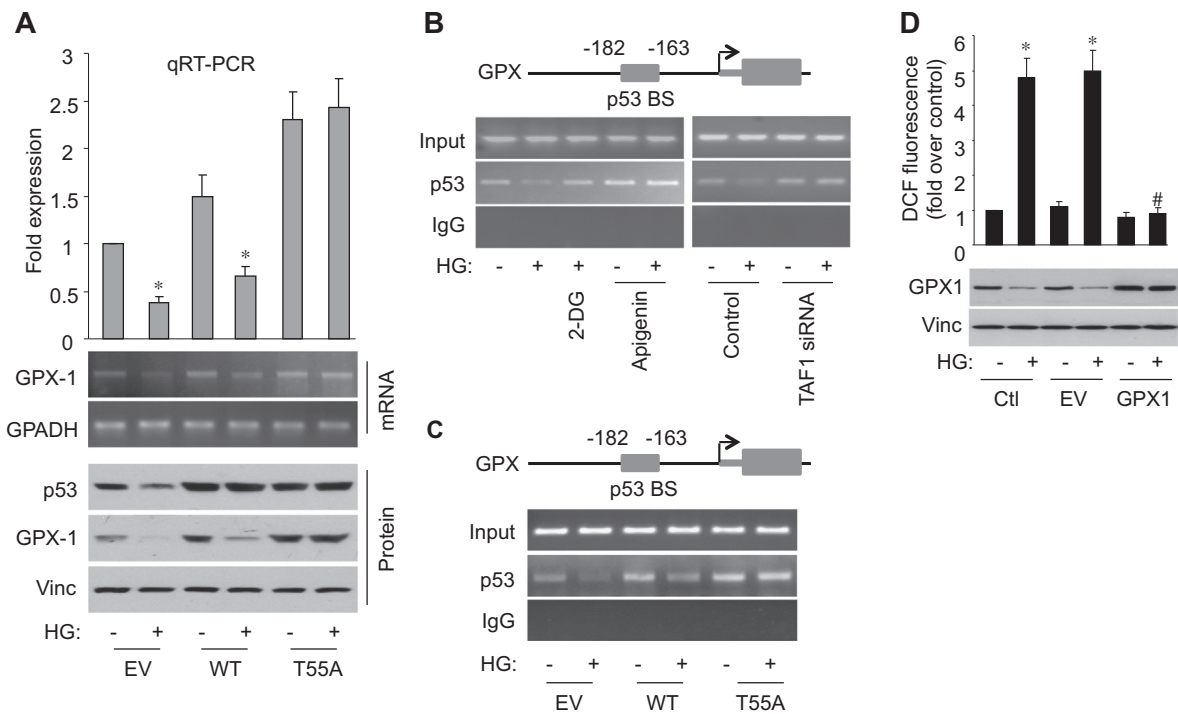 A
qRT-PCR
Fold expression
3
2.5
2
1.5
1
0.5
0
* *
GPX-1
GPADH
mRNA
p53
GPX-1
Vinc
Protein
HG: - + - + - +
EV WT T55A
B
-182 -163
GPX
p53 BS
Input
p53
IgG
HG: - + + - + - + - +
2-DG
Apigenin
Control
TAF1 siRNA
C
-182 -163
GPX
p53 BS
Input
p53
IgG
HG: - + - + - +
EV WT T55A
D
DCF fluorescence
(fold over control)
6
5
4
2
1
0
* * #
GPX1
Vinc
HG: - + - + - +
Ctl EV GPX1